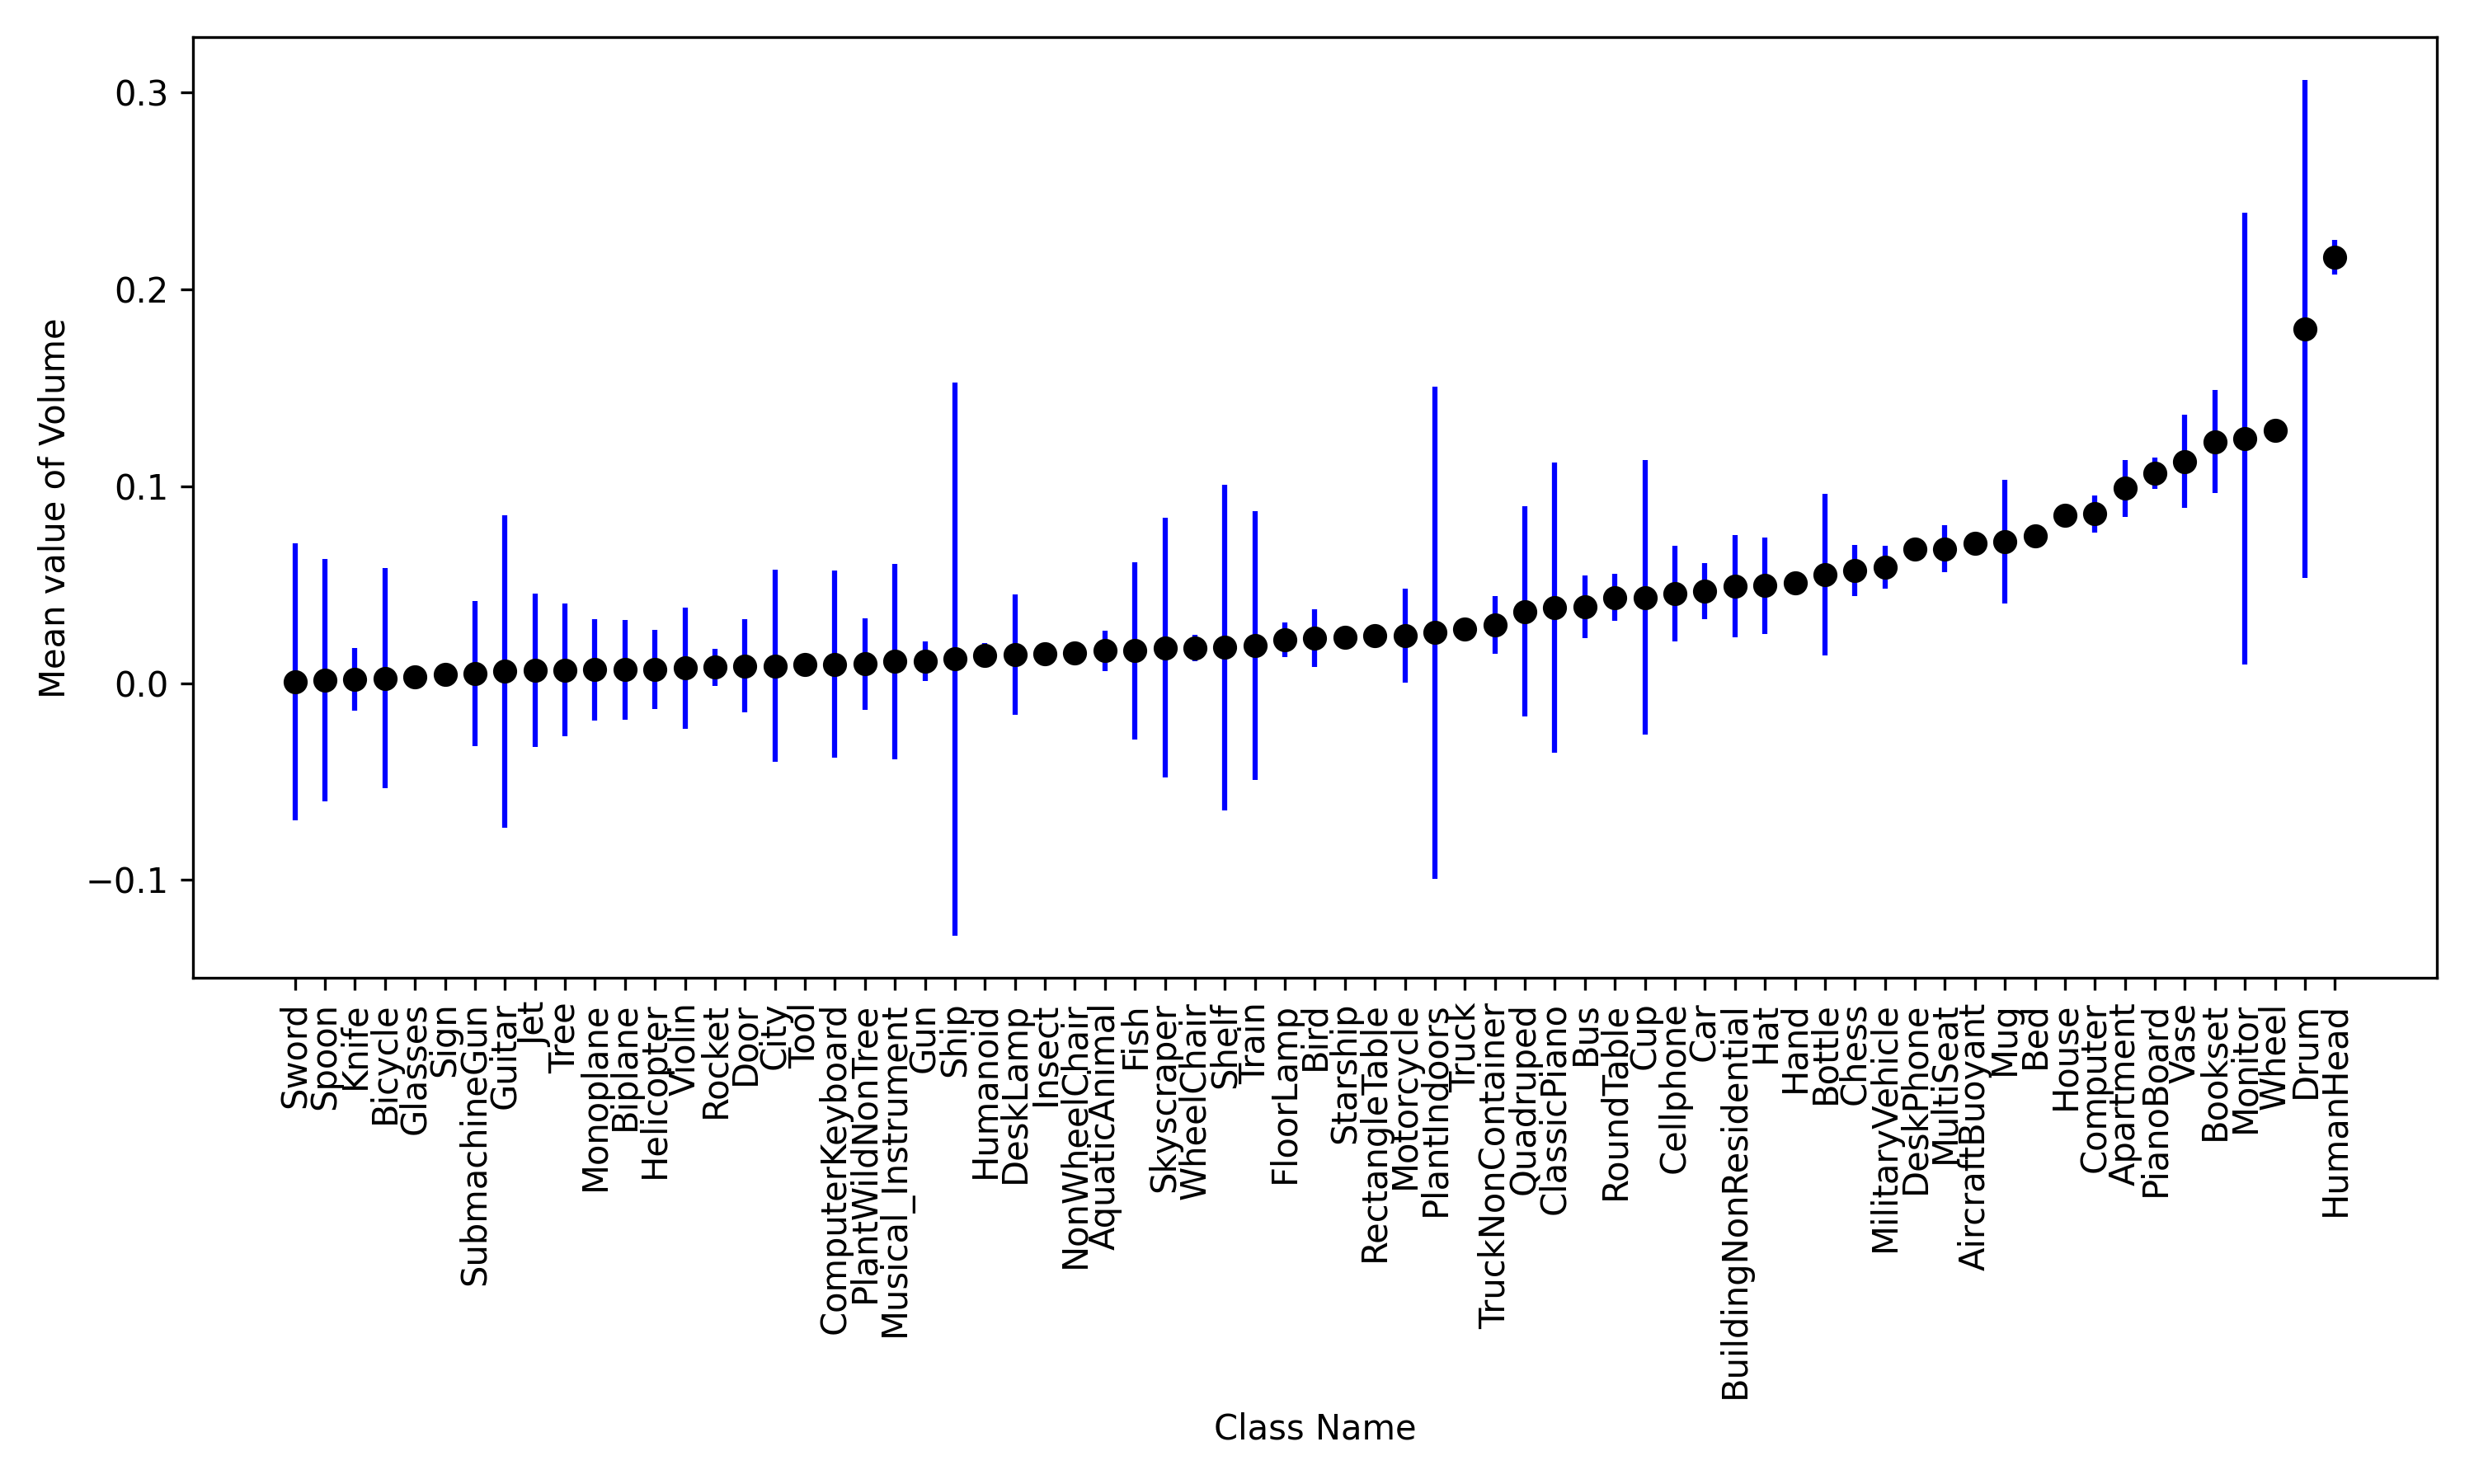 Mean value of Volume
0.3
0.2
0.1
0.0
−0.1
Sword
Spoon
Knife
Bicycle
Glasses
Sign
SubmachineGun
Guitar
Jet
Tree
Monoplane
Biplane
Helicopter
Violin
Rocket
Door
City
Tool
ComputerKeyboard
PlantWildNonTree
Musical_Instrument
Gun
Ship
Humanoid
DeskLamp
Insect
NonWheelChair
AquaticAnimal
Fish
Skyscraper
WheelChair
Shelf
Train
FloorLamp
Bird
Starship
RectangleTable
Motorcycle
PlantIndoors
Truck
TruckNonContainer
Quadruped
ClassicPiano
Bus
RoundTable
Cup
Cellphone
Car
BuildingNonResidential
Hat
Hand
Bottle
Chess
MilitaryVehicle
DeskPhone
MultiSeat
AircraftBuoyant
Mug
Bed
House
Computer
Apartment
PianoBoard
Vase
Bookset
Monitor
Wheel
Drum
HumanHead
Class Name